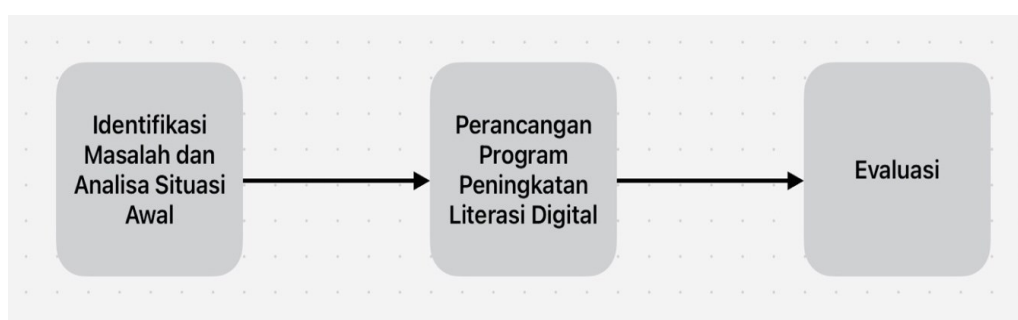 Identifikasi
Masalah dan
Analisa Situasi
Awal
Perancangan
Program
Peningkatan
Literasi Digital
Evaluasi